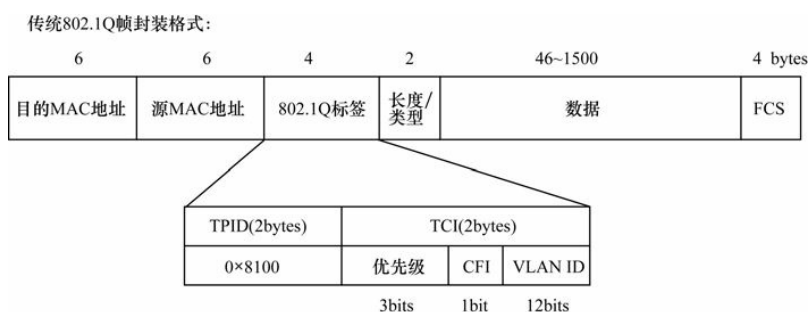 传统802.1Q帧封装格式：
6 6 4 2 46~1500 4 bytes
目的MAC地址 源MAC地址 802.1Q标签 长度/类型 数据 FCS
TPID(2bytes) TCI(2bytes)
0×8100 优先级 CFI VLAN ID
3bits 1bit 12bits